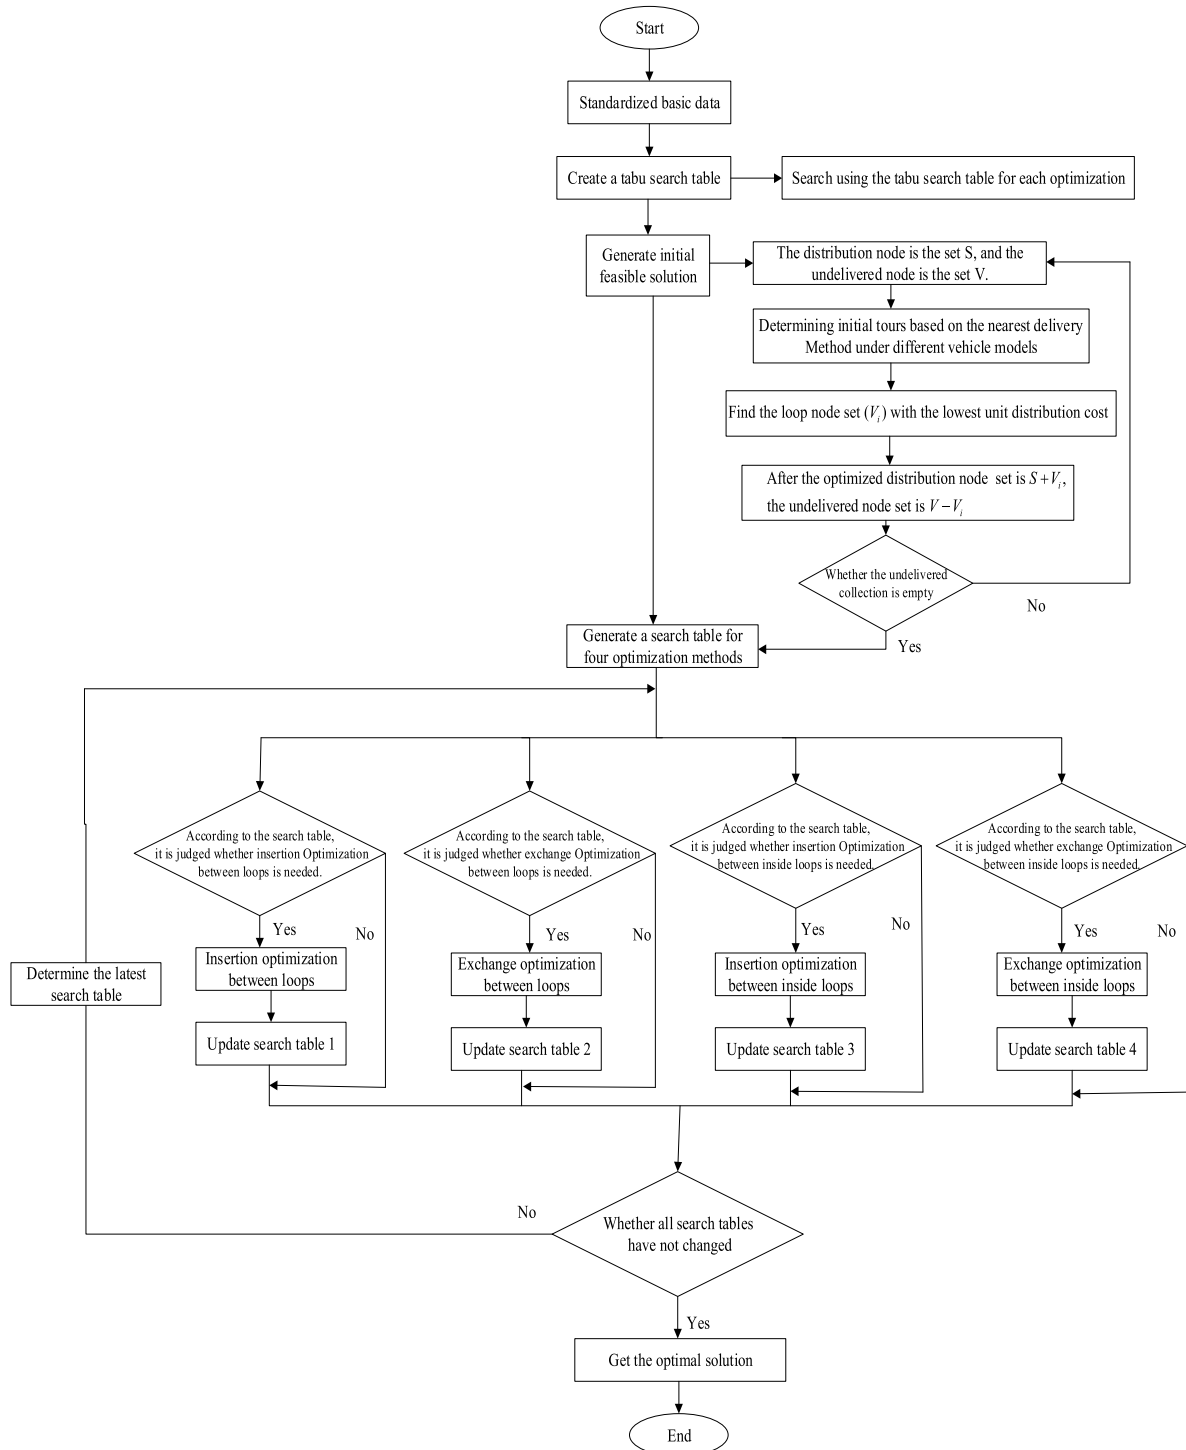 Start
Standardized basic data
Create a tabu search table
Search using the tabu search table for each optimization
Generate initial
feasible solution
The distribution node is the set S, and the
undelivered node is the set V.
Determining initial tours based on the nearest delivery
Method under different vehicle models
Find the loop node set (V_i) with the lowest unit distribution cost
After the optimized distribution node set is S+V_i,
the undelivered node set is V−V_i
Whether the undelivered
collection is empty
No
Yes
Generate a search table for
four optimization methods
According to the search table,
it is judged whether insertion Optimization
between loops is needed.
Yes
No
Insertion optimization
between loops
Update search table 1
According to the search table,
it is judged whether exchange Optimization
between loops is needed.
Yes
No
Exchange optimization
between loops
Update search table 2
According to the search table,
it is judged whether insertion Optimization
between inside loops is needed.
Yes
No
Insertion optimization
between inside loops
Update search table 3
According to the search table,
it is judged whether exchange Optimization
between inside loops is needed.
Yes
No
Exchange optimization
between inside loops
Update search table 4
Determine the latest
search table
No
Whether all search tables
have not changed
Yes
Get the optimal solution
End